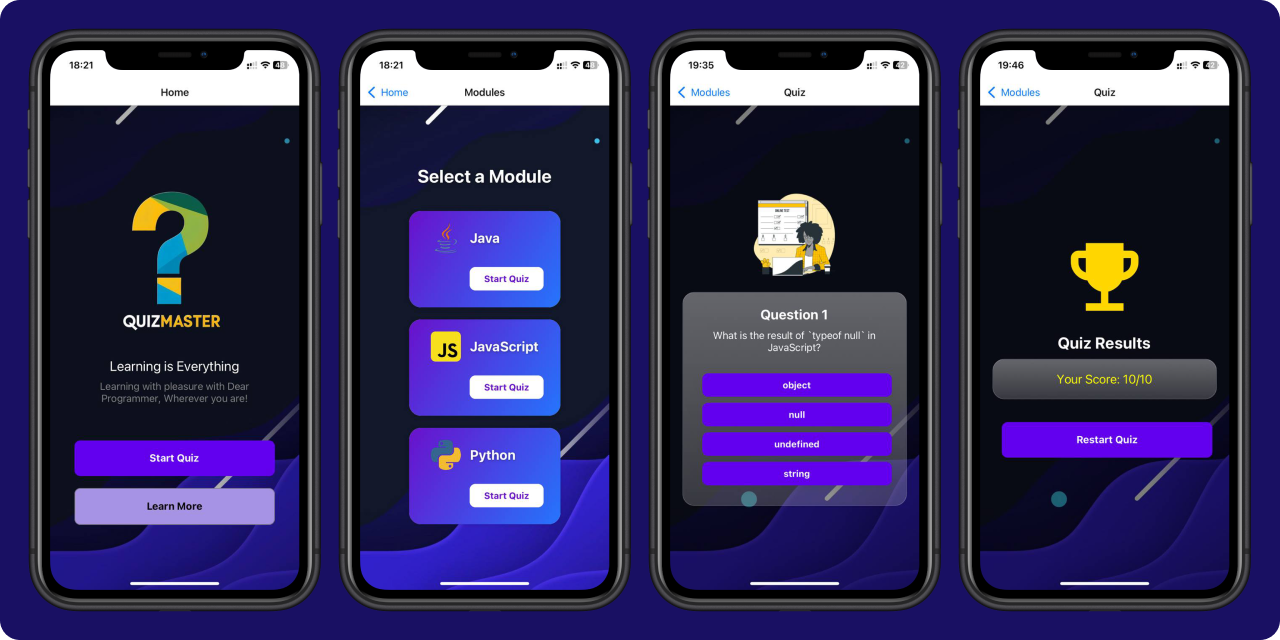 18:21
Home
QUIZMASTER
Learning is Everything
Learning with pleasure with Dear
Programmer, Wherever you are!
Start Quiz
Learn More
18:21
Home
Modules
Select a Module
Java
Start Quiz
JS
JavaScript
Start Quiz
Python
Start Quiz
19:35
Modules
Quiz
Question 1
What is the result of `typeof null` in
JavaScript?
object
null
undefined
string
19:46
Modules
Quiz
Quiz Results
Your Score: 10/10
Restart Quiz